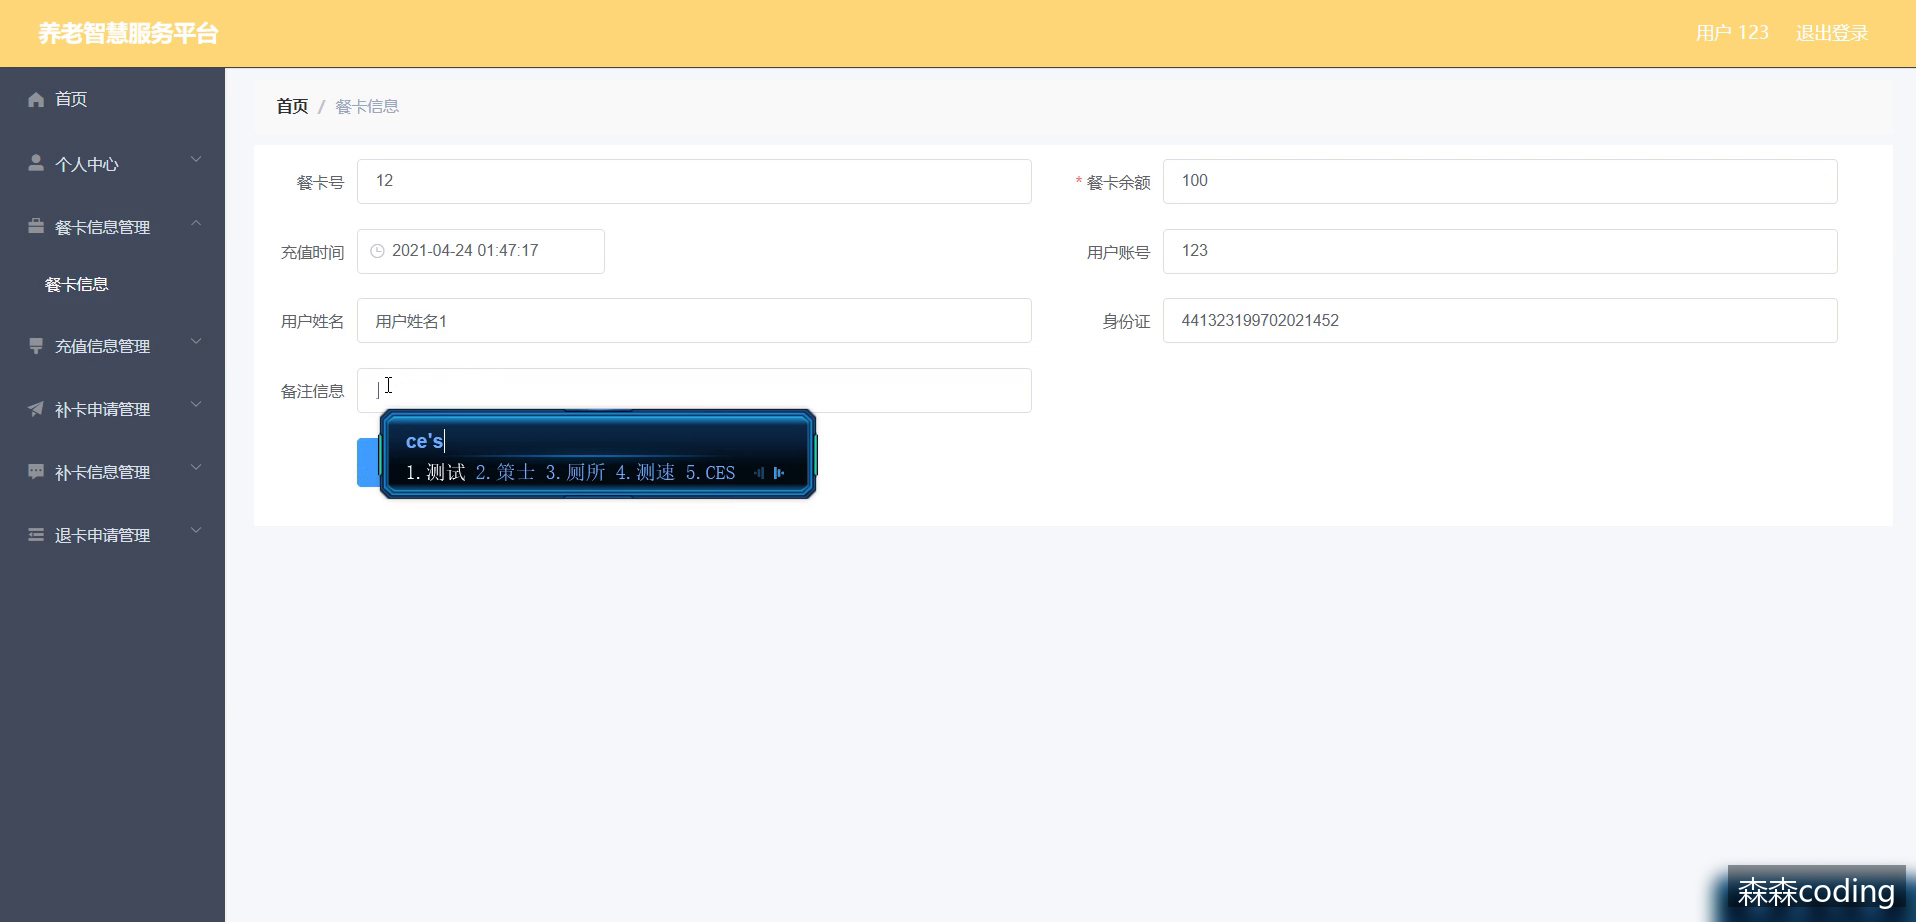 养老智慧服务平台
用户 123 退出登录
首页
个人中心
餐卡信息管理
餐卡信息
充值信息管理
补卡申请管理
补卡信息管理
退卡申请管理
首页 / 餐卡信息
餐卡号 12
* 餐卡余额 100
充值时间 2021-04-24 01:47:17
用户账号 123
用户姓名 用户姓名1
身份证 441323199702021452
备注信息
ce's
1.测试 2.策士 3.厕所 4.测速 5.CES
森森coding